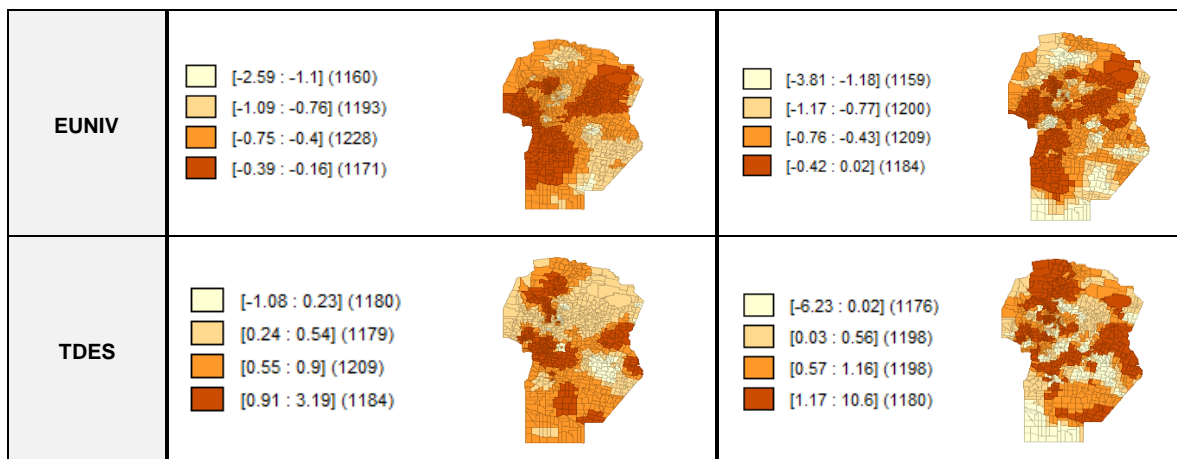 EUNIV
[-2.59 : -1.1] (1160)
[-1.09 : -0.76] (1193)
[-0.75 : -0.4] (1228)
[-0.39 : -0.16] (1171)
[-3.81 : -1.18] (1159)
[-1.17 : -0.77] (1200)
[-0.76 : -0.43] (1209)
[-0.42 : 0.02] (1184)
TDES
[-1.08 : 0.23] (1180)
[0.24 : 0.54] (1179)
[0.55 : 0.9] (1209)
[0.91 : 3.19] (1184)
[-6.23 : 0.02] (1176)
[0.03 : 0.56] (1198)
[0.57 : 1.16] (1198)
[1.17 : 10.6] (1180)